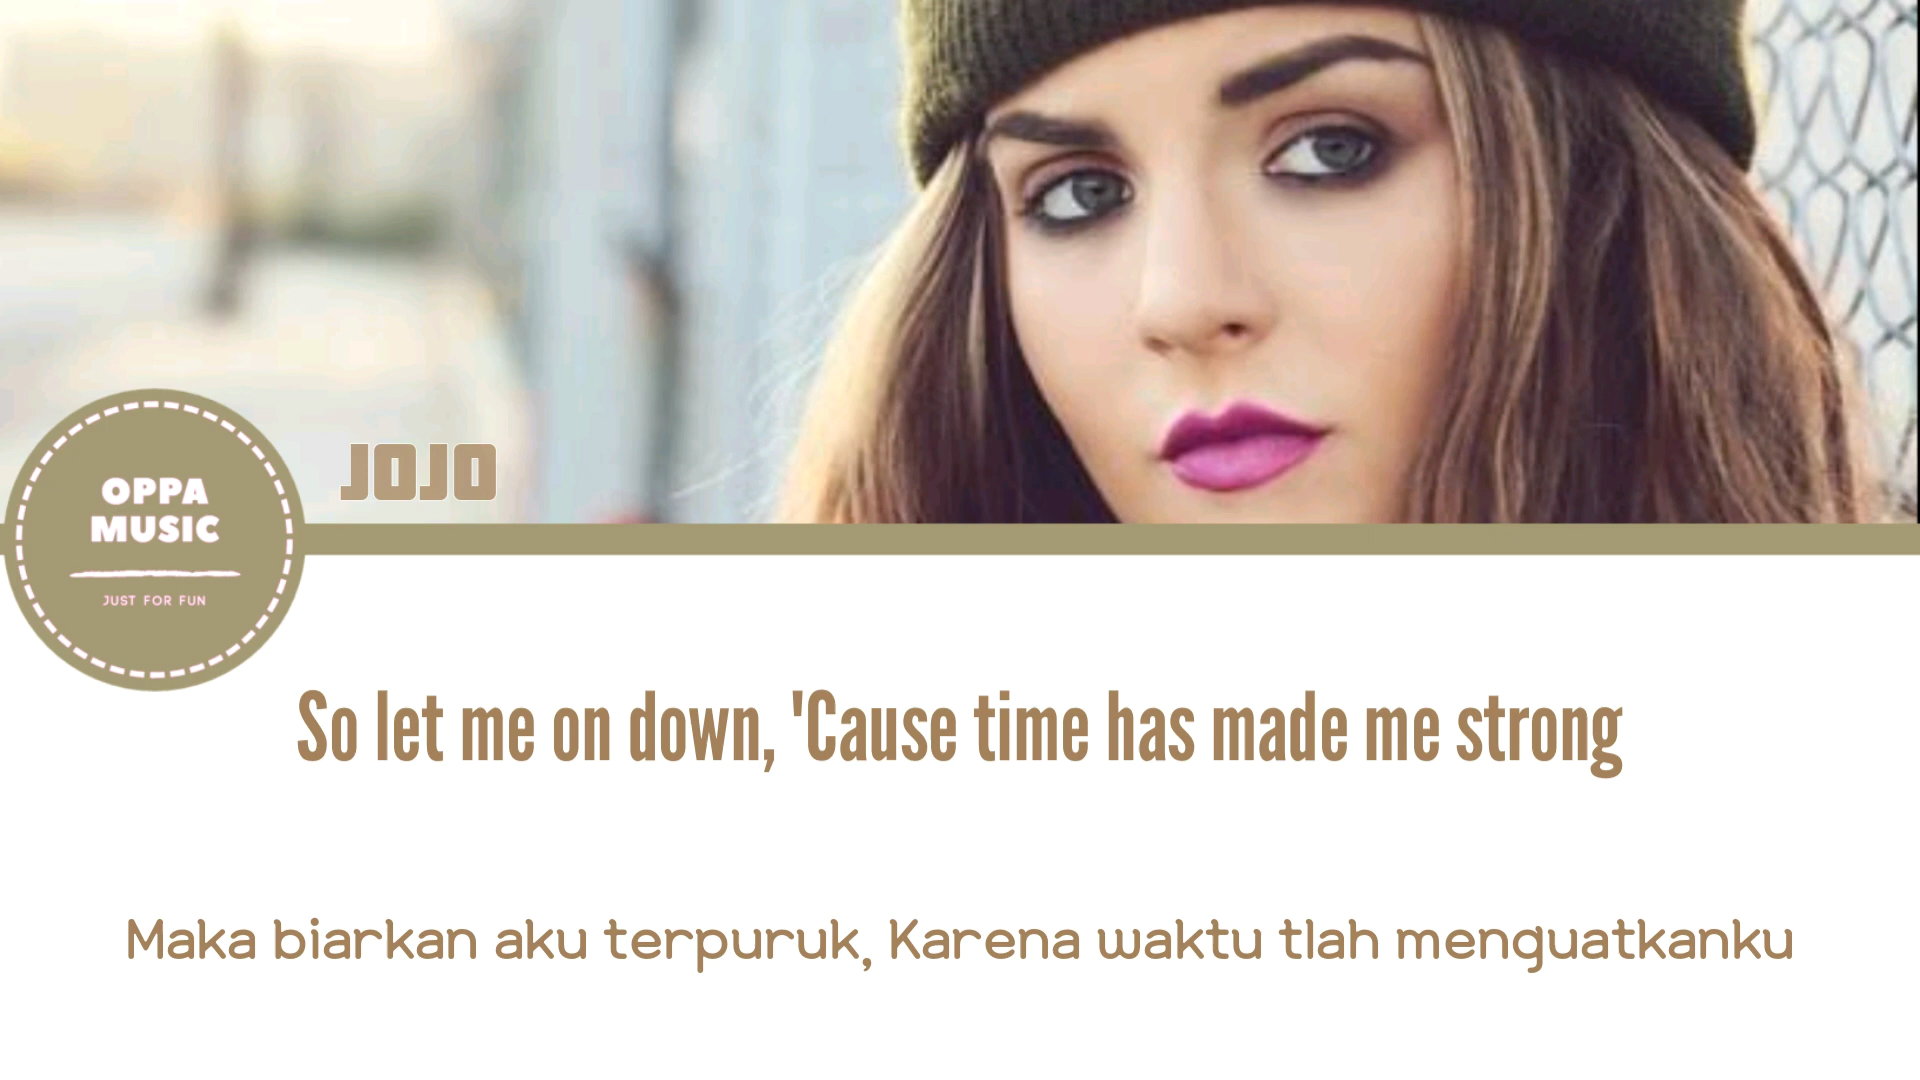 JOJO
OPPA
MUSIC
JUST FOR FUN
So let me on down, 'Cause time has made me strong
Maka biarkan aku terpuruk, Karena waktu tlah menguatkanku